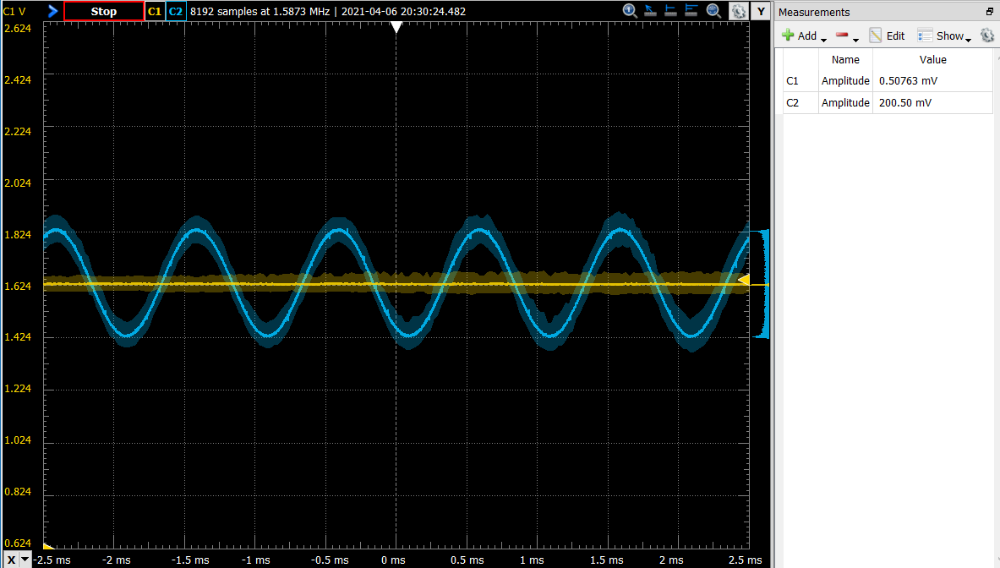 C1 V Stop C1 C2 8192 samples at 1.5873 MHz | 2021-04-06 20:30:24.482 Y
Measurements
Add Edit Show
Name Value
C1 Amplitude 0.50763 mV
C2 Amplitude 200.50 mV
2.624
2.424
2.224
2.024
1.824
1.624
1.424
1.224
1.024
0.824
0.624
X -2.5 ms -2 ms -1.5 ms -1 ms -0.5 ms 0 ms 0.5 ms 1 ms 1.5 ms 2 ms 2.5 ms